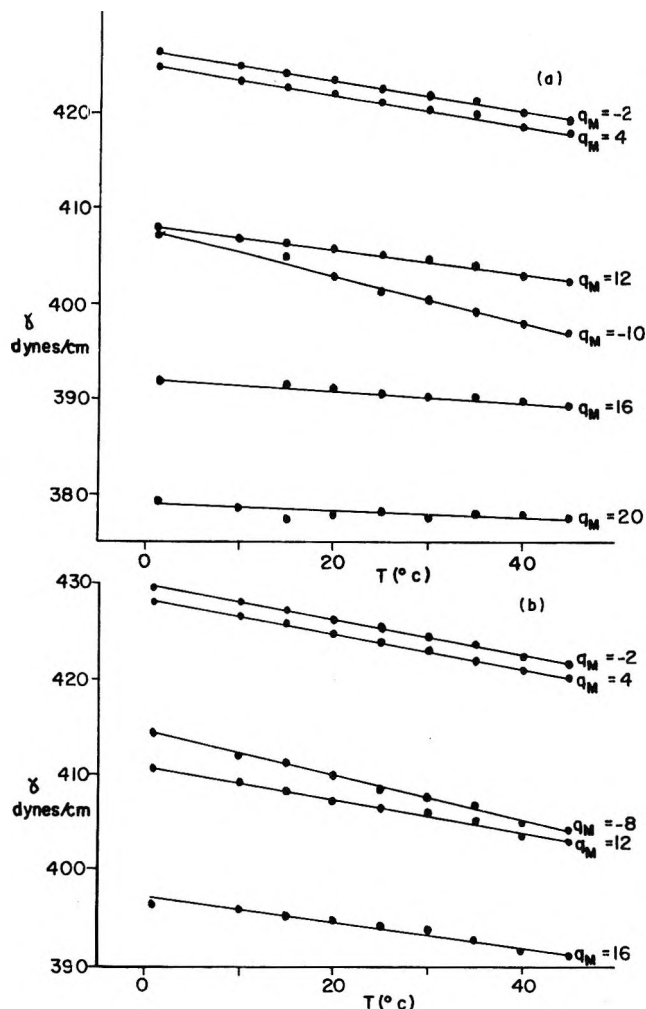 (a)
420
q_M = -2
q_M = 4
410
q_M = 12
400
γ
dynes/cm
q_M = -10
390
q_M = 16
380
q_M = 20
0 20 40
T (° c)
430
(b)
q_M = -2
420
q_M = 4
410
γ
dynes/cm
q_M = -8
q_M = 12
400
q_M = 16
390
0 20 40
T (° c)